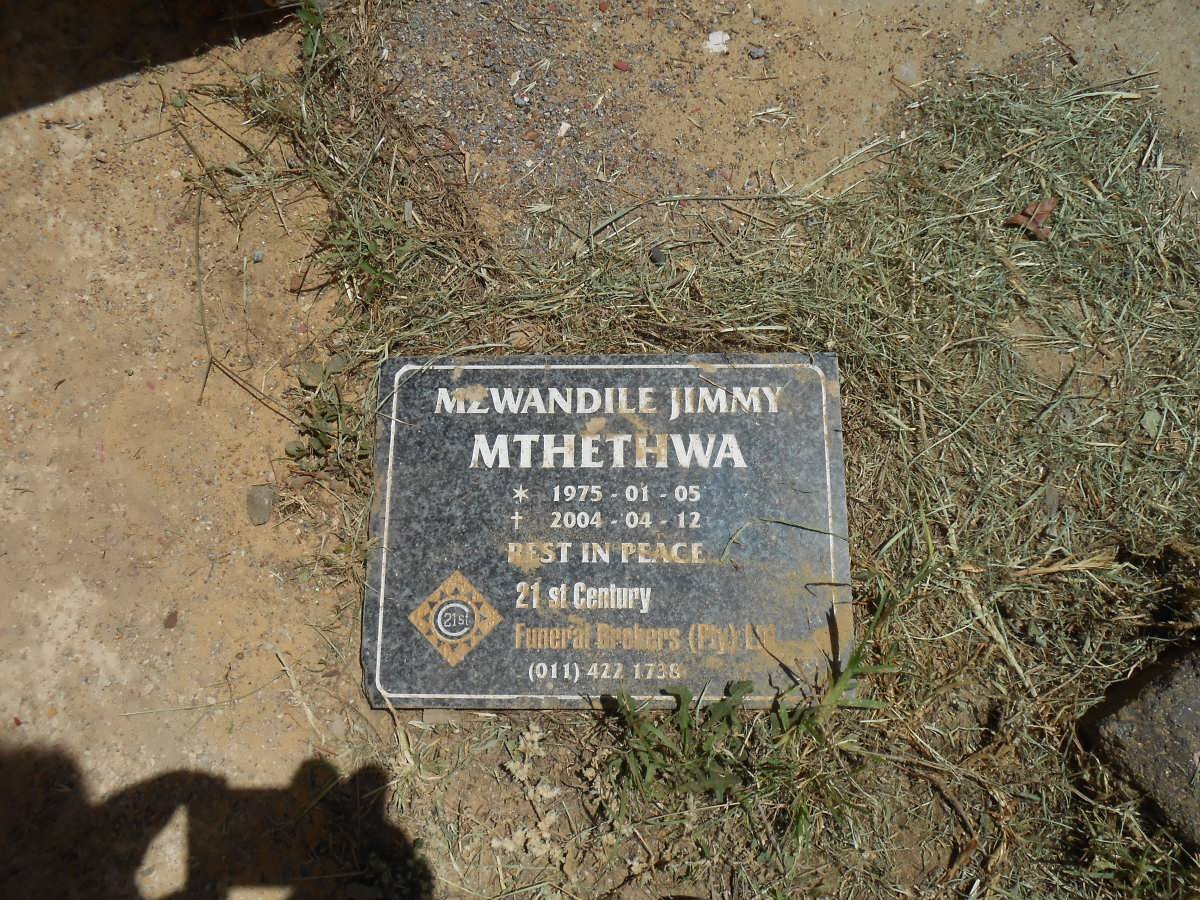 MZWANDILE JIMMY
MTHETHWA
* 1975 - 01 - 05
† 2004 - 04 - 12
REST IN PEACE
21 st Century
21st
Funeral Brokers (Pty) Ltd
(011) 422 1738